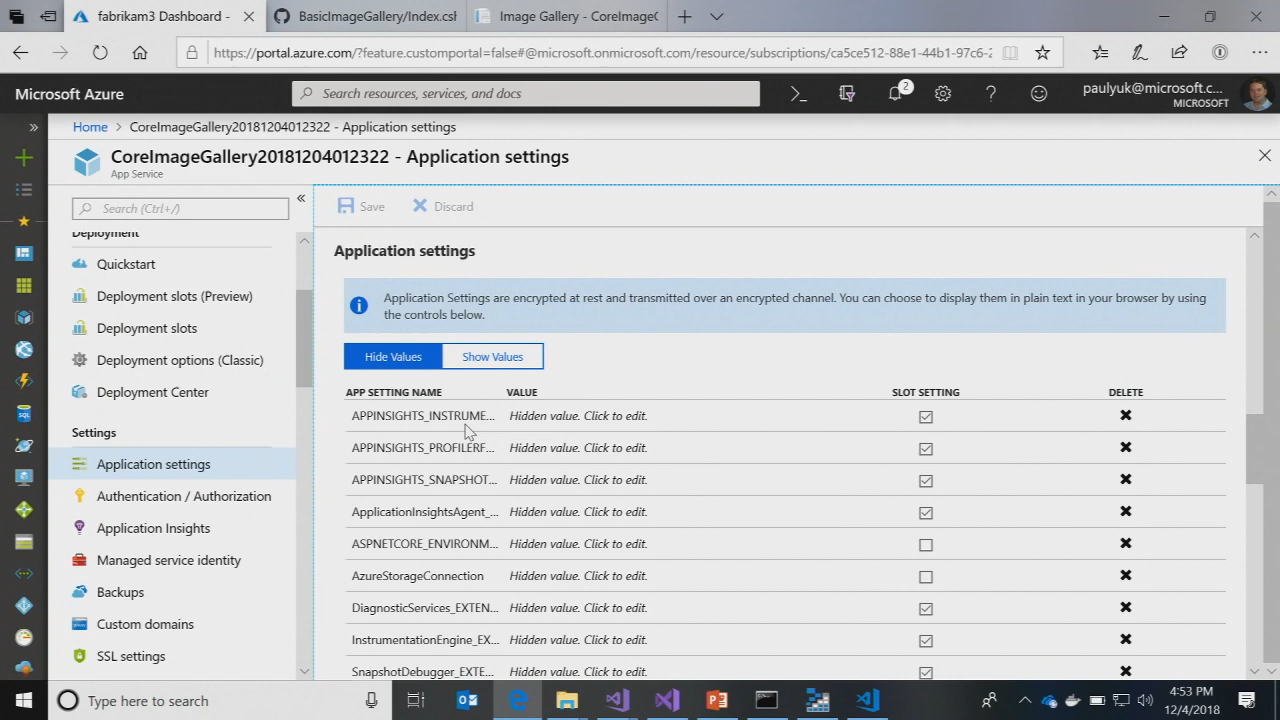 fabrikam3 Dashboard -
BasicImageGallery/Index.csh
Image Gallery - CoreImageG
https://portal.azure.com/?feature.customportal=false#@microsoft.onmicrosoft.com/resource/subscriptions/ca5ce512-88e1-44b1-97c6-2
Microsoft Azure
Search resources, services, and docs
2
paulyuk@microsoft.c...
MICROSOFT
Home > CoreImageGallery20181204012322 - Application settings
CoreImageGallery20181204012322 - Application settings
App Service
Search (Ctrl+/)
Deployment
Quickstart
Deployment slots (Preview)
Deployment slots
Deployment options (Classic)
Deployment Center
Settings
Application settings
Authentication / Authorization
Application Insights
Managed service identity
Backups
Custom domains
SSL settings
Save
Discard
Application settings
Application Settings are encrypted at rest and transmitted over an encrypted channel. You can choose to display them in plain text in your browser by using
the controls below.
Hide Values
Show Values
APP SETTING NAME VALUE SLOT SETTING DELETE
APPINSIGHTS_INSTRUME... Hidden value. Click to edit.
APPINSIGHTS_PROFILERF... Hidden value. Click to edit.
APPINSIGHTS_SNAPSHOT... Hidden value. Click to edit.
ApplicationInsightsAgent_... Hidden value. Click to edit.
ASPNETCORE_ENVIRONM... Hidden value. Click to edit.
AzureStorageConnection Hidden value. Click to edit.
DiagnosticServices_EXTEN... Hidden value. Click to edit.
InstrumentationEngine_EX... Hidden value. Click to edit.
SnapshotDebugger_EXTE... Hidden value. Click to edit.
Type here to search
4:53 PM
12/4/2018